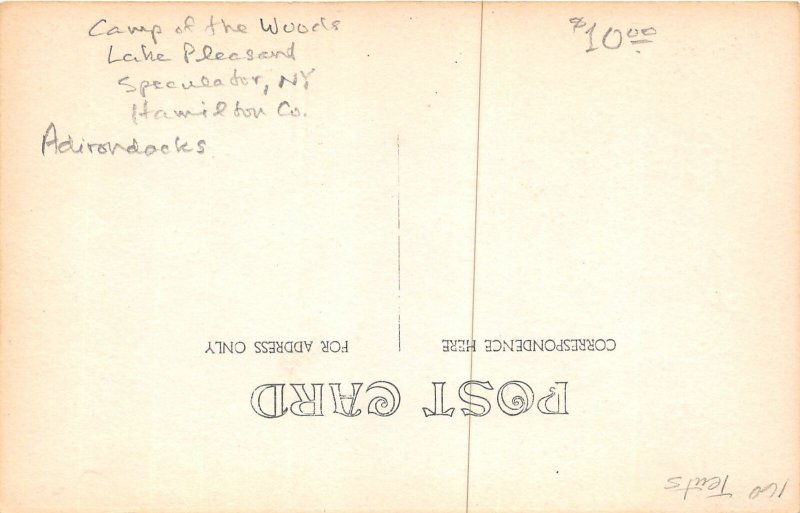 Camp of the Woods
$10.00
Lake Pleasant
Speculator, NY
Hamilton Co.
Adirondacks
POST CARD
CORRESPONDENCE HERE
FOR ADDRESS ONLY
Tents